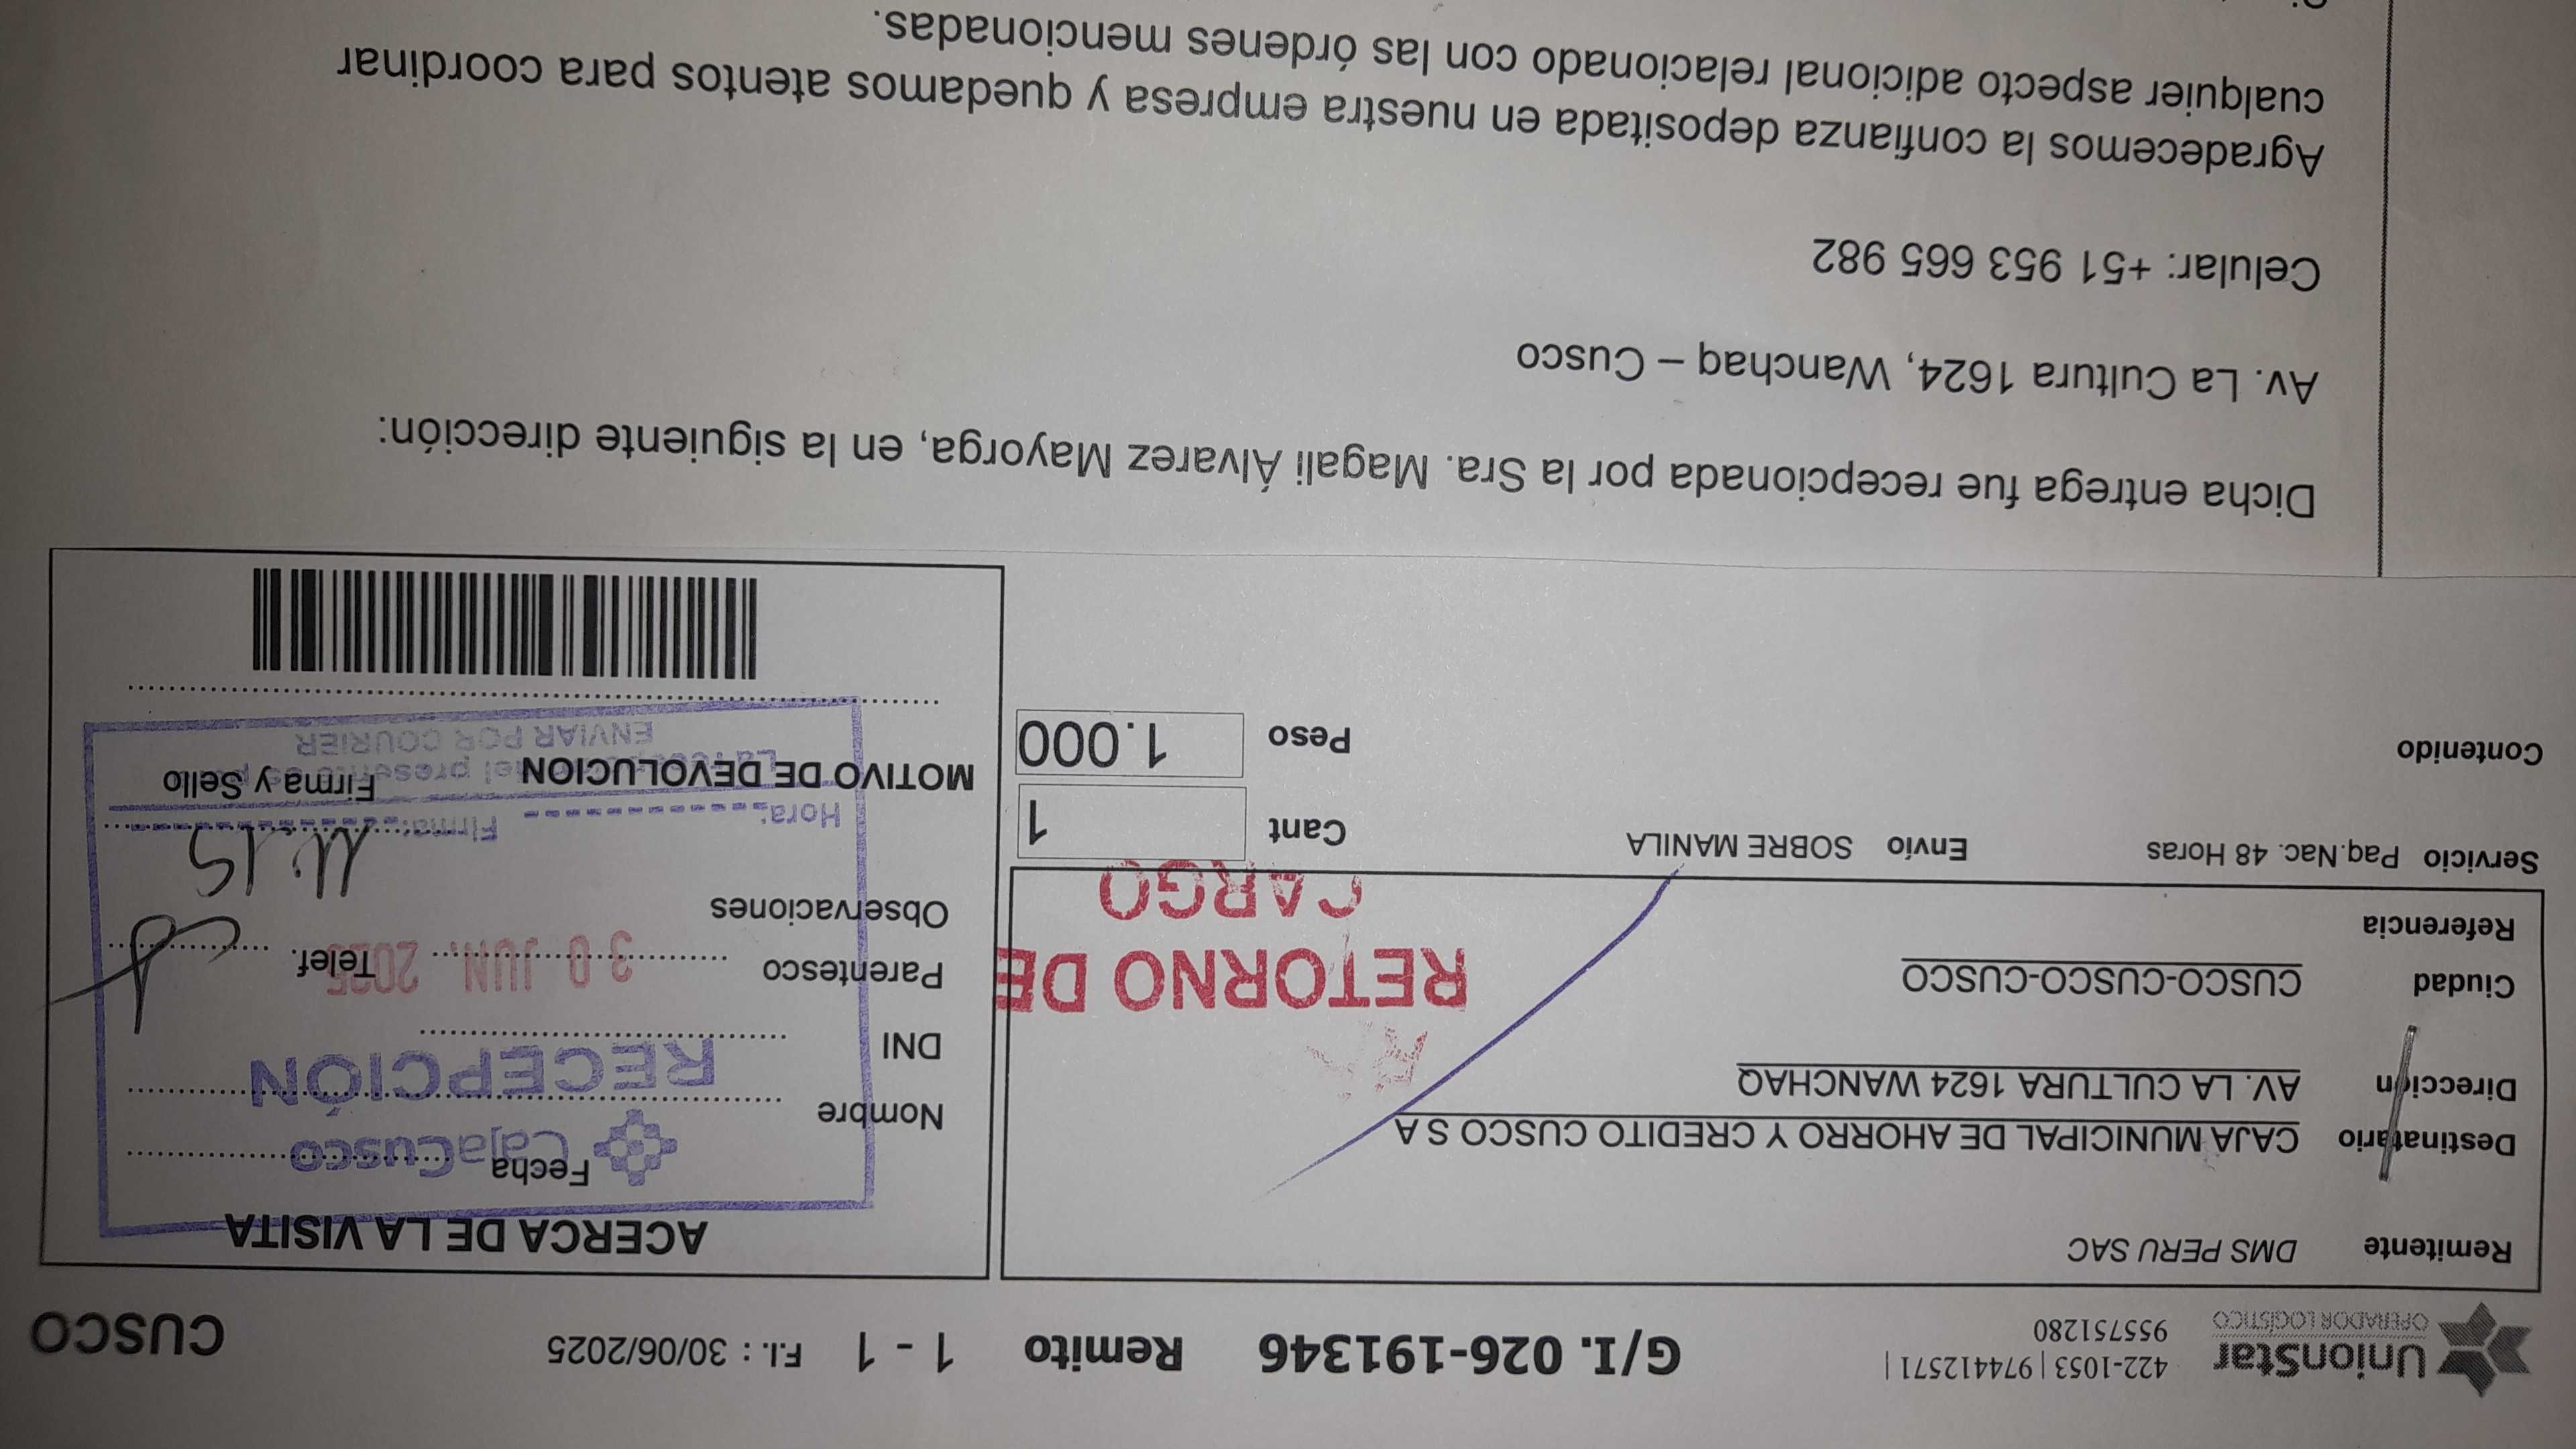 UnionStar
OPERADOR LOGÍSTICO
422-1053 | 974412571 |
955751280
G/I. 026-191346 Remito 1 - 1 F.I. : 30/06/2025 CUSCO
Remitente DMS PERU SAC
Destinatario CAJA MUNICIPAL DE AHORRO Y CREDITO CUSCO S A
Dirección AV. LA CULTURA 1624 WANCHAQ
Ciudad CUSCO-CUSCO-CUSCO
Referencia
RETORNO DE
CARGO
Servicio Paq.Nac. 48 Horas Envío SOBRE MANILA Cant 1
Contenido Peso 1.000
ACERCA DE LA VISITA
Fecha
CajaCusco
Nombre
RECEPCIÓN
DNI
Parentesco Telef.
30 JUN. 2025
Observaciones
11:15
Hora: Firma:
MOTIVO DE DEVOLUCION Firma y Sello
ENVIAR POR COURIER
Dicha entrega fue recepcionada por la Sra. Magali Álvarez Mayorga, en la siguiente dirección:
Av. La Cultura 1624, Wanchaq – Cusco
Celular: +51 953 665 982
Agradecemos la confianza depositada en nuestra empresa y quedamos atentos para coordinar
cualquier aspecto adicional relacionado con las órdenes mencionadas.